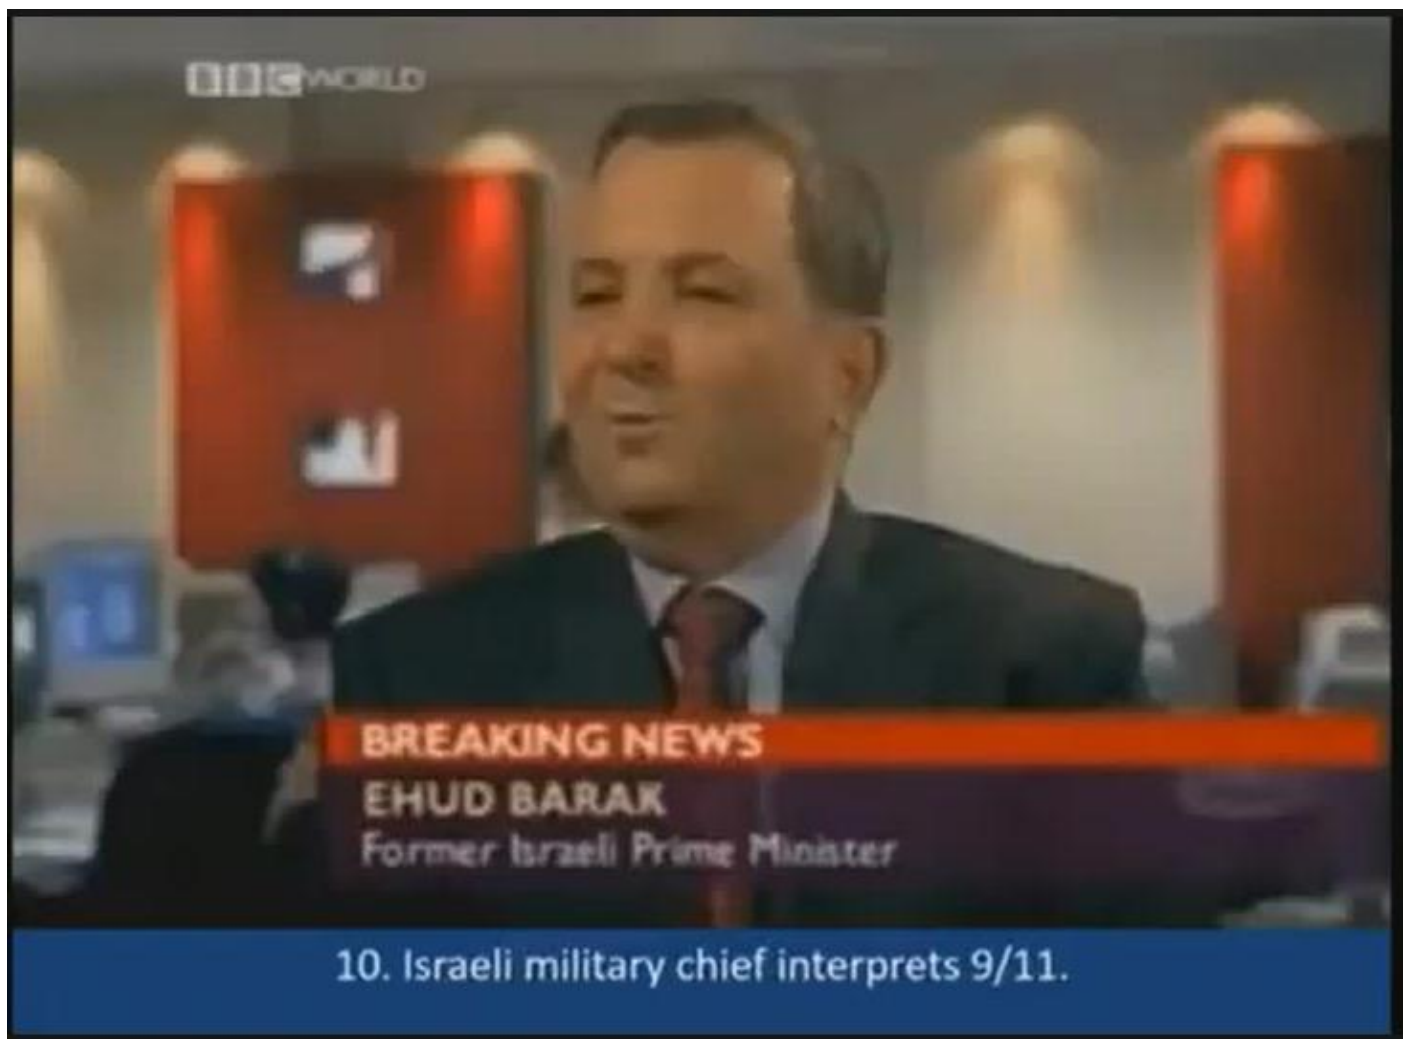 BBC WORLD
BREAKING NEWS
EHUD BARAK
Former Israeli Prime Minister
10. Israeli military chief interprets 9/11.